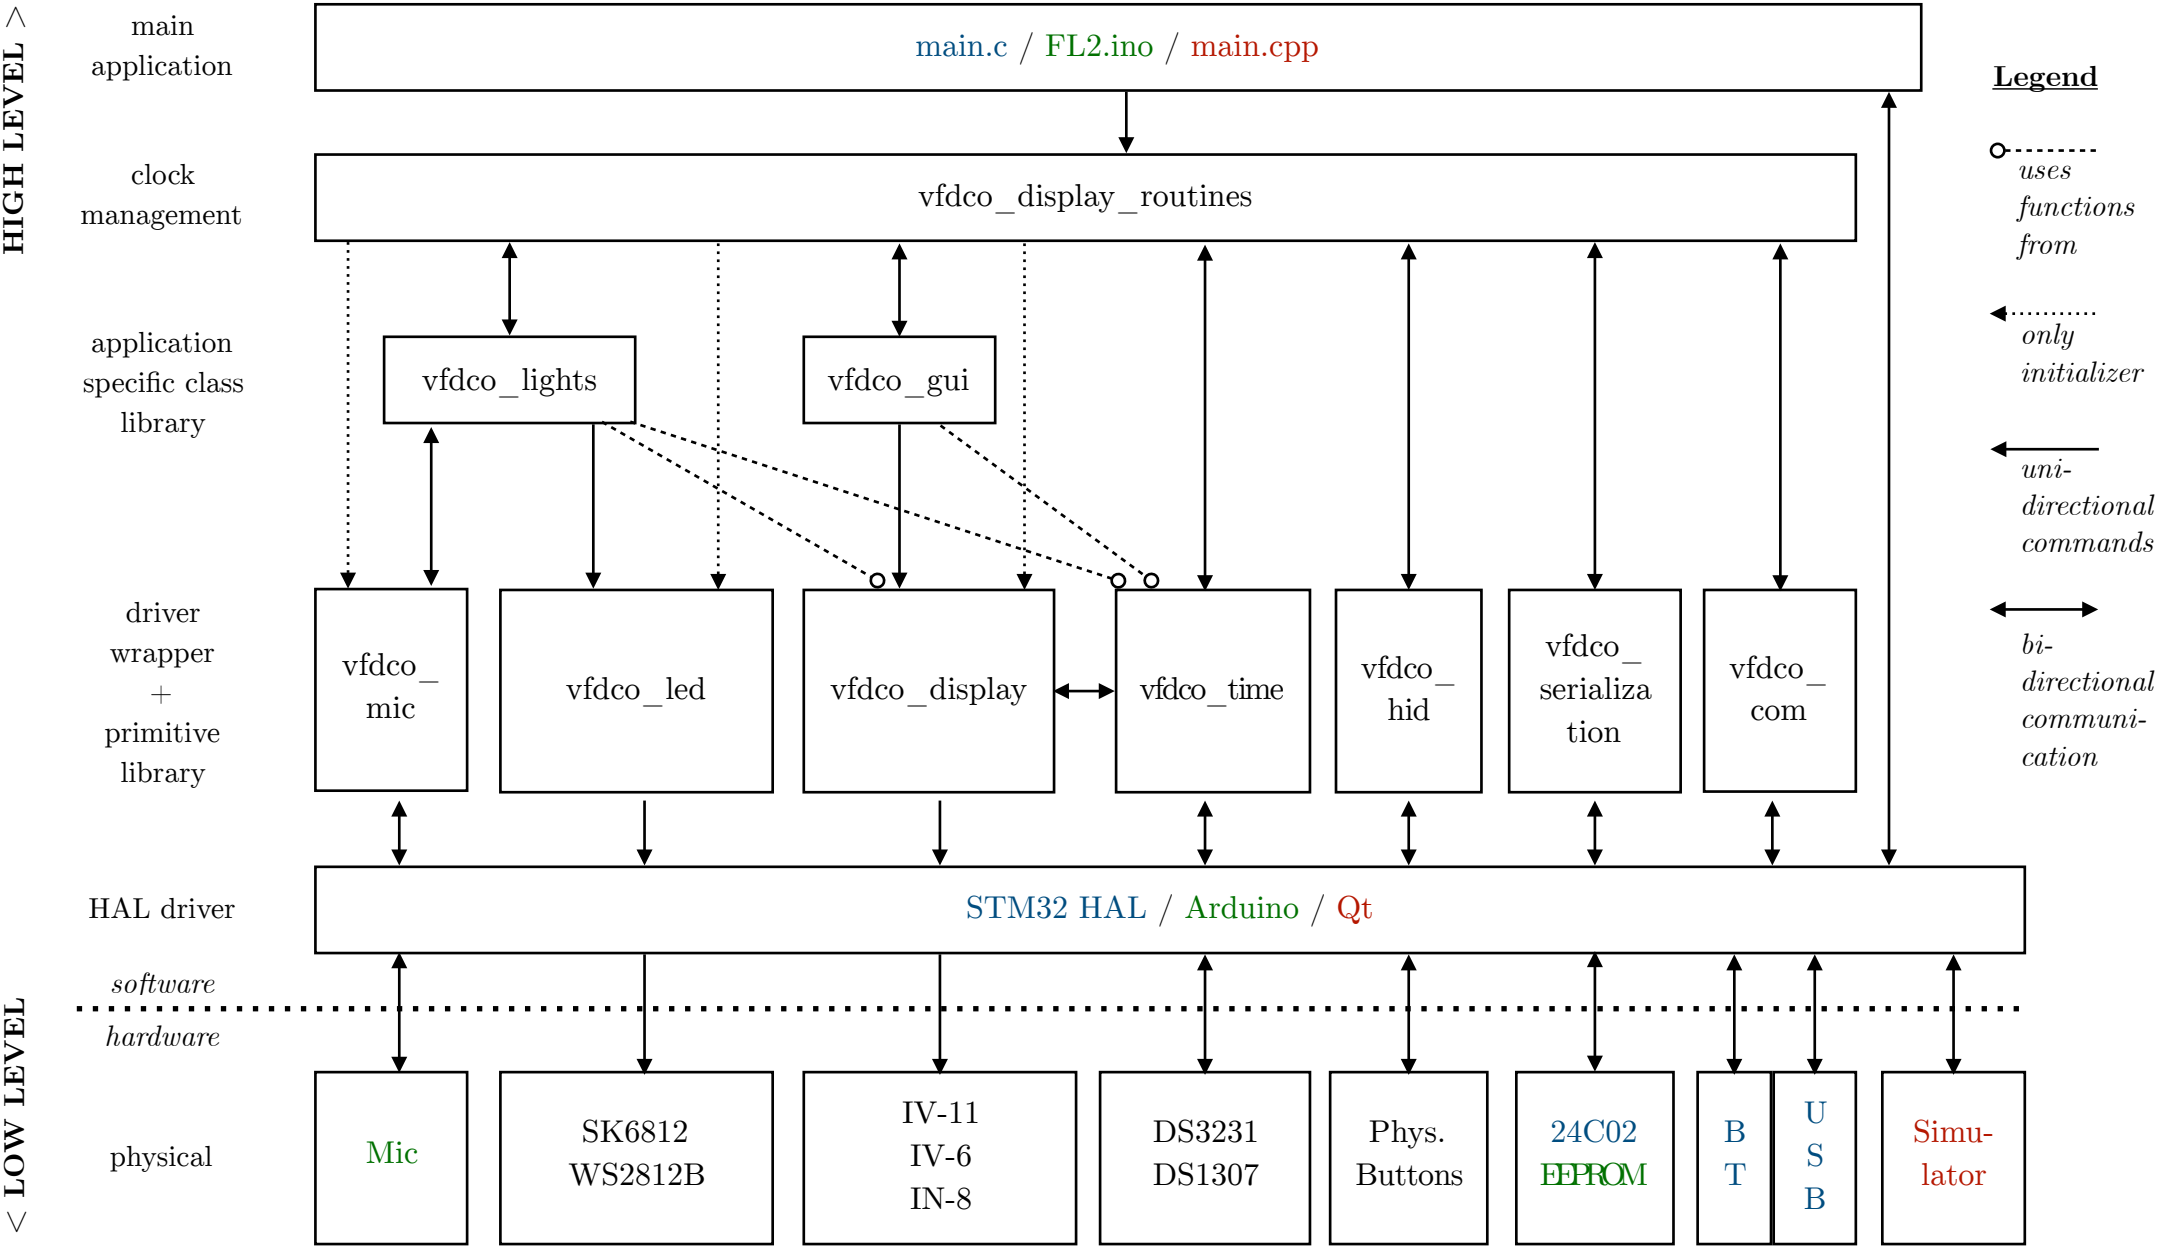 HIGH LEVEL >
main
application
main.c / FL2.ino / main.cpp
clock
management
vfdco_display_routines
application
specific class
library
vfdco_lights
vfdco_gui
driver
wrapper
+
primitive
library
vfdco_
mic
vfdco_led
vfdco_display
vfdco_time
vfdco_
hid
vfdco_
serializa
tion
vfdco_
com
HAL driver
STM32 HAL / Arduino / Qt
software
hardware
< LOW LEVEL
physical
Mic
SK6812
WS2812B
IV-11
IV-6
IN-8
DS3231
DS1307
Phys.
Buttons
24C02
EEPROM
B
T
U
S
B
Simu-
lator
Legend
uses
functions
from
only
initializer
uni-
directional
commands
bi-
directional
communi-
cation